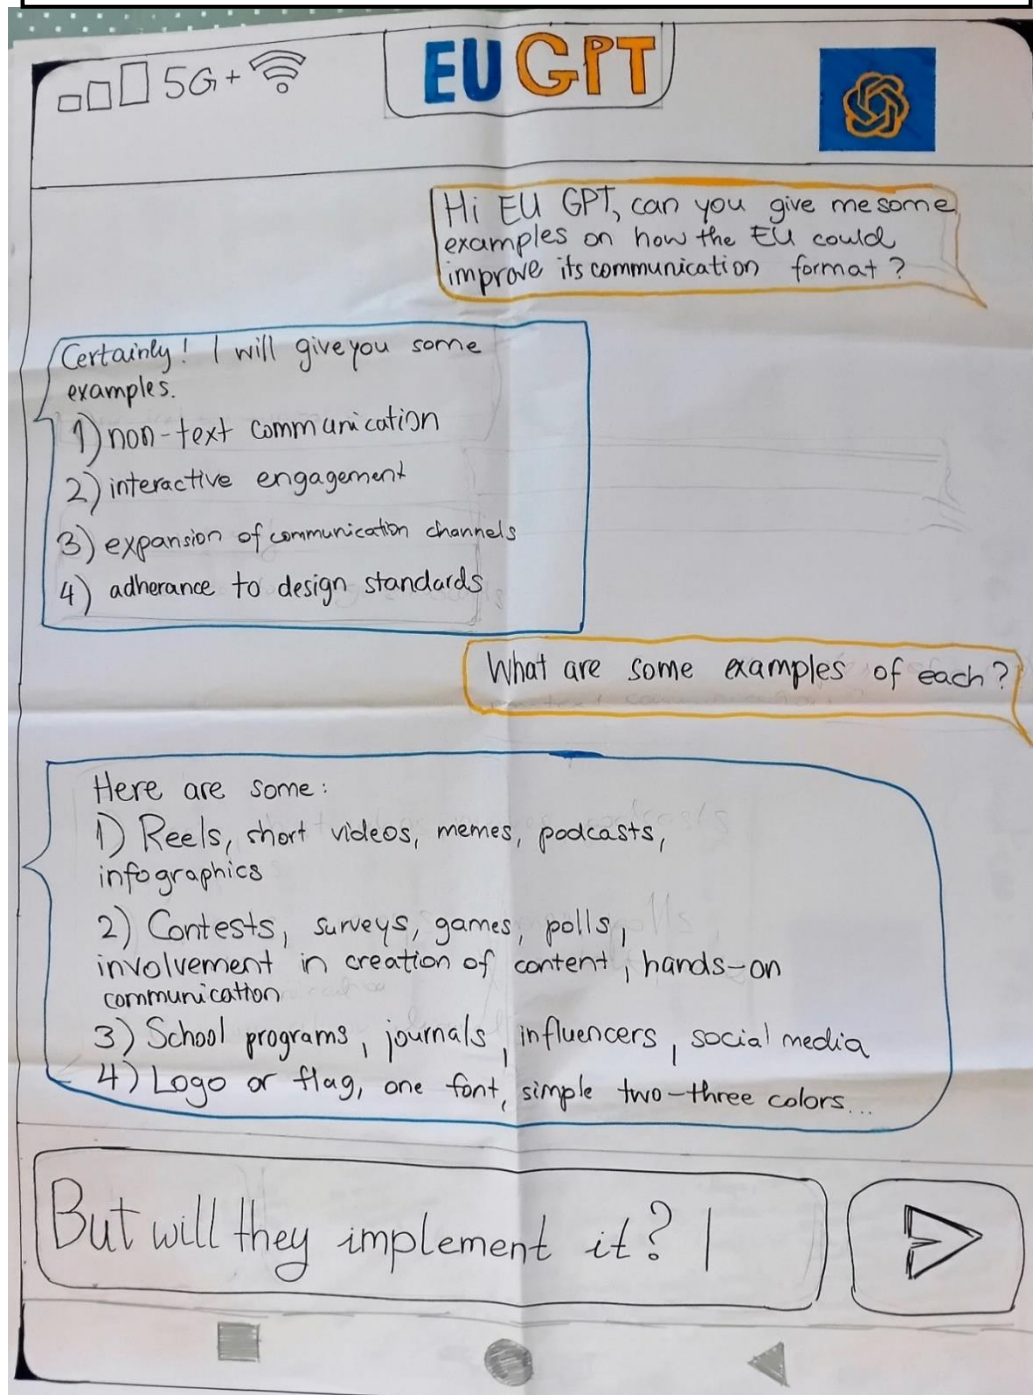 5G+
EU GPT
Hi EU GPT, can you give me some
examples on how the EU could
improve its communication format?
Certainly! I will give you some
examples.
1) non-text communication
2) interactive engagement
3) expansion of communication channels
4) adherance to design standards
What are some examples of each?
Here are some:
1) Reels, short videos, memes, podcasts,
infographics
2) Contests, surveys, games, polls,
involvement in creation of content, hands-on
communication
3) School programs, journals, influencers, social media
4) Logo or flag, one font, simple two-three colors...
But will they implement it? |